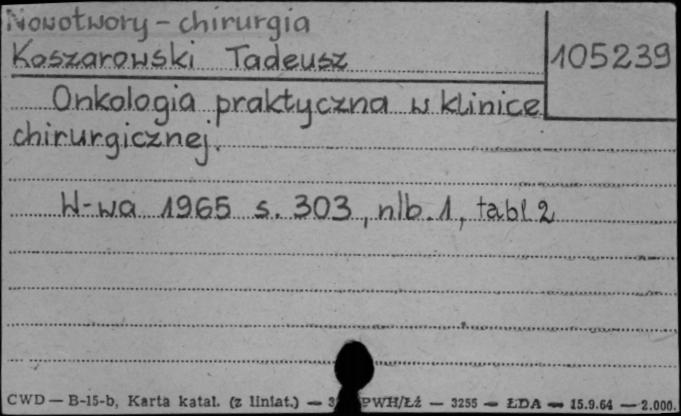 Nowotwory - chirurgia
Koszarowski Tadeusz
105239
Onkologia praktyczna w klinice
chirurgicznej.
W-wa 1965 s. 303, nlb. 1, tabl. 2
CWD — B-15-b, Karta katal. (z liniat.) — PWH/Łź — 3255 — ŁDA — 15.9.64 — 2.000.